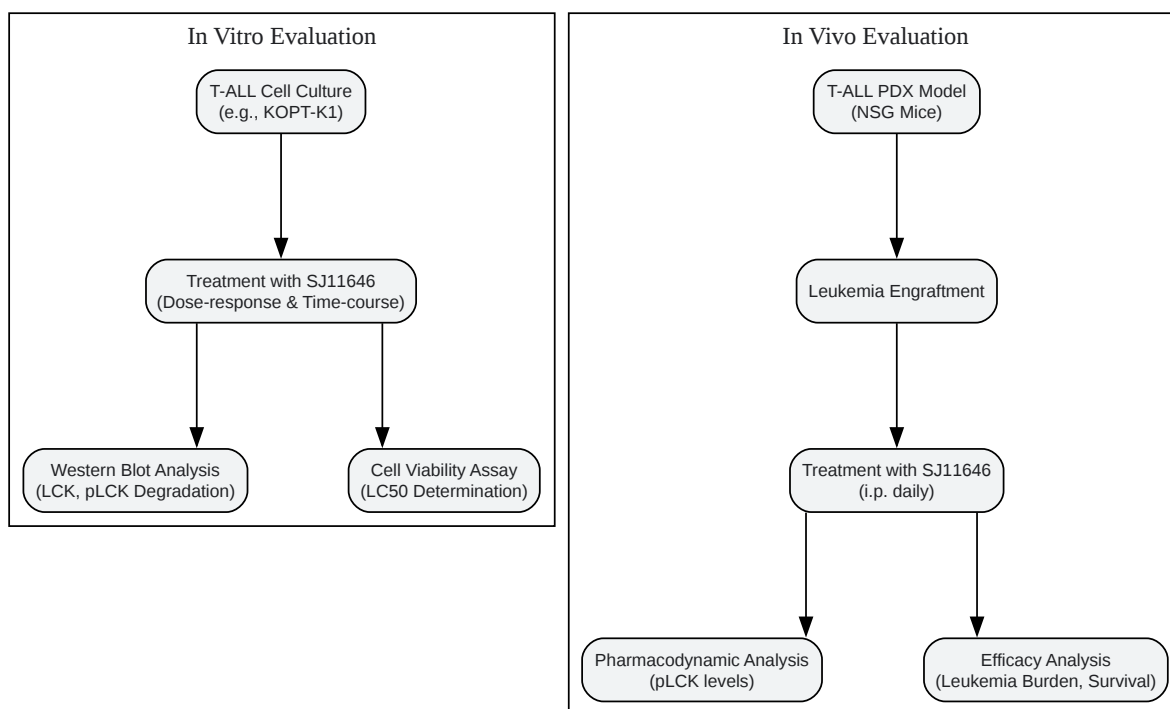 In Vitro Evaluation
T-ALL Cell Culture
(e.g., KOPT-K1)
Treatment with SJ11646
(Dose-response & Time-course)
Western Blot Analysis
(LCK, pLCK Degradation)
Cell Viability Assay
(LC50 Determination)
In Vivo Evaluation
T-ALL PDX Model
(NSG Mice)
Leukemia Engraftment
Treatment with SJ11646
(i.p. daily)
Pharmacodynamic Analysis
(pLCK levels)
Efficacy Analysis
(Leukemia Burden, Survival)